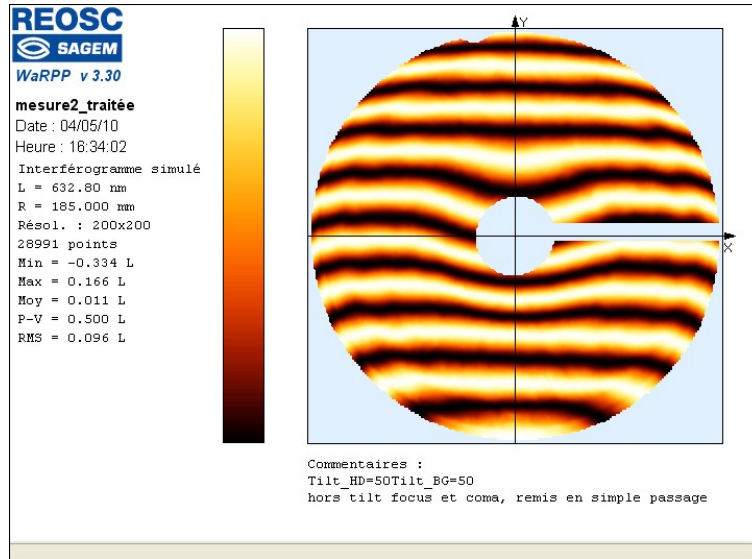 REOSC
SAGEM
WaRPP v 3.30
mesure2_traitée
Date : 04/05/10
Heure : 16:34:02
Interférogramme simulé
L = 632.80 nm
R = 185.000 mm
Résol. : 200x200
28991 points
Min = -0.334 L
Max = 0.166 L
Moy = 0.011 L
P-V = 0.500 L
RMS = 0.096 L
Y
X
Commentaires :
Tilt_HD=50Tilt_BG=50
hors tilt focus et coma, remis en simple passage